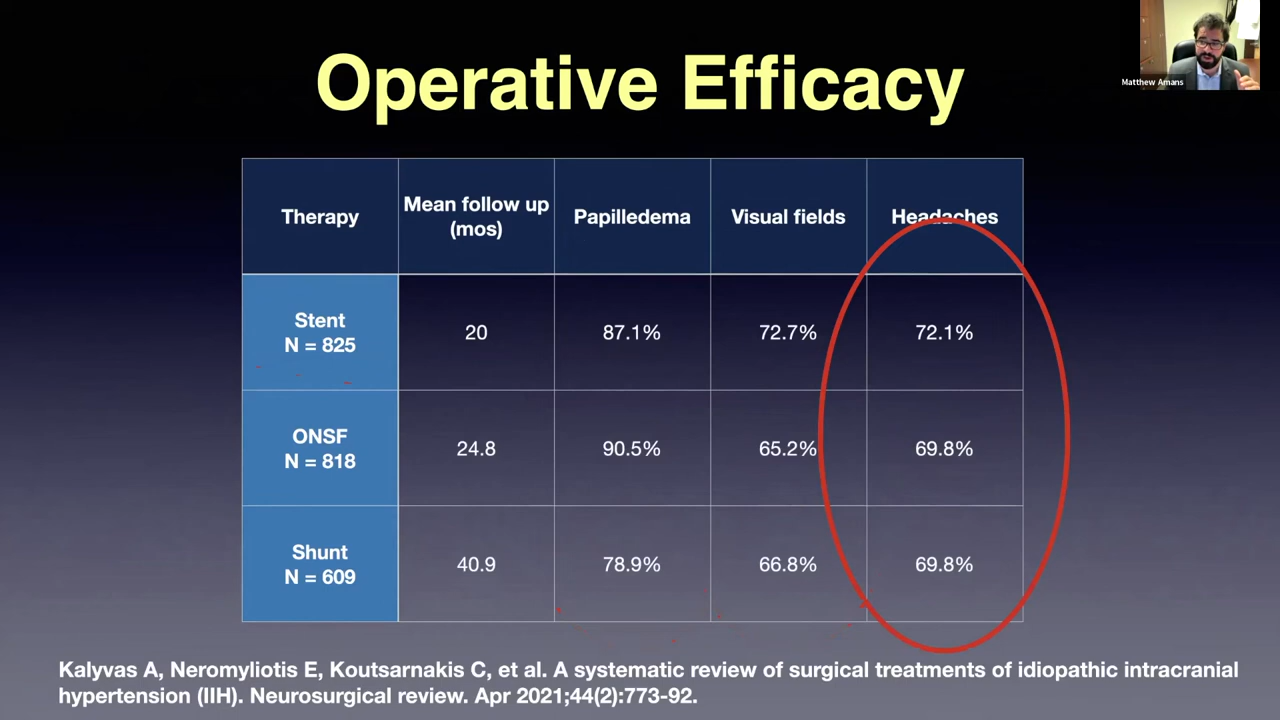 Operative Efficacy
Matthew Amans
Therapy
Mean follow up
(mos)
Papilledema
Visual fields
Headaches
Stent
N = 825
20
87.1%
72.7%
72.1%
ONSF
N = 818
24.8
90.5%
65.2%
69.8%
Shunt
N = 609
40.9
78.9%
66.8%
69.8%
Kalyvas A, Neromyliotis E, Koutsarnakis C, et al. A systematic review of surgical treatments of idiopathic intracranial
hypertension (IIH). Neurosurgical review. Apr 2021;44(2):773-92.